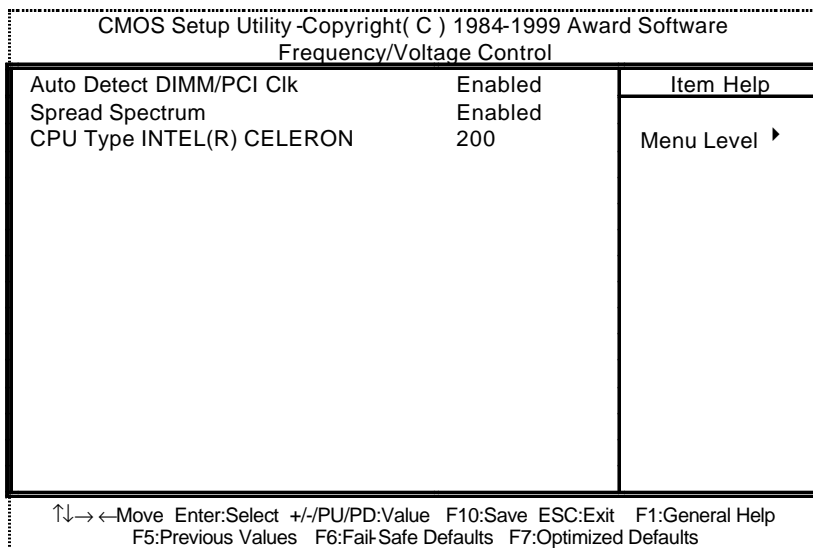 CMOS Setup Utility -Copyright( C ) 1984-1999 Award Software
Frequency/Voltage Control
Auto Detect DIMM/PCI Clk Enabled
Spread Spectrum Enabled
CPU Type INTEL(R) CELERON 200
Item Help
Menu Level ▶
↑↓→←Move Enter:Select +/-/PU/PD:Value F10:Save ESC:Exit F1:General Help
F5:Previous Values F6:Fail-Safe Defaults F7:Optimized Defaults